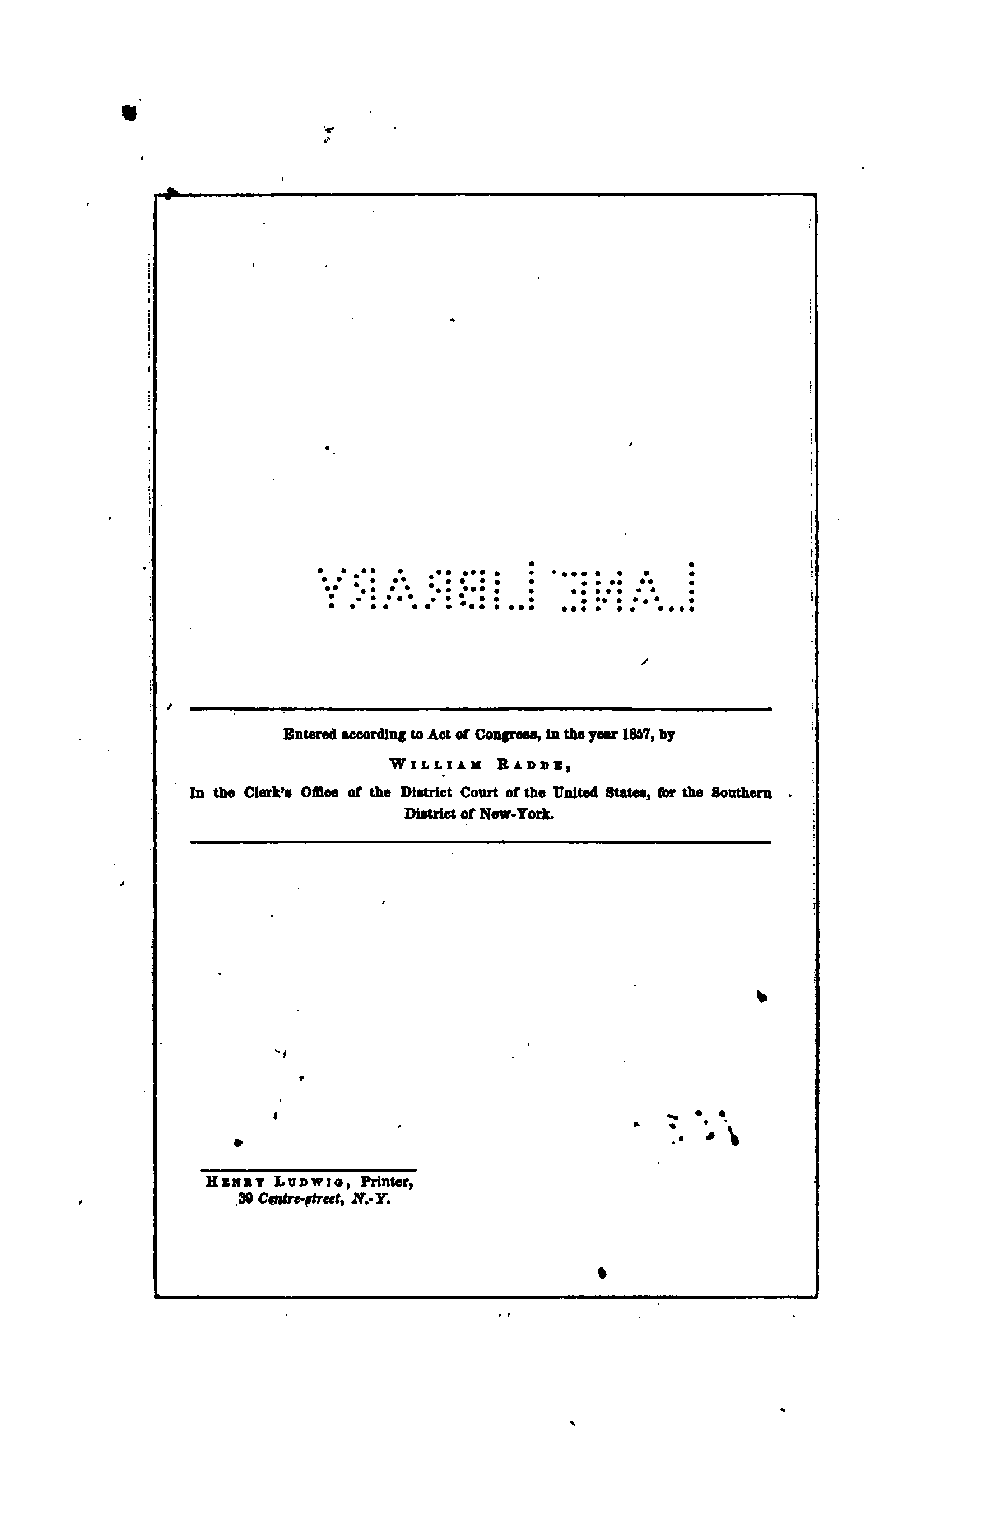 LANE LIBRARY
Entered according to Act of Congress, in the year 1857, by
WILLIAM RADDE,
In the Clerk's Office of the District Court of the United States, for the Southern
District of New-York.
HENRY LUDWIG, Printer,
39 Centre-street, N.-Y.